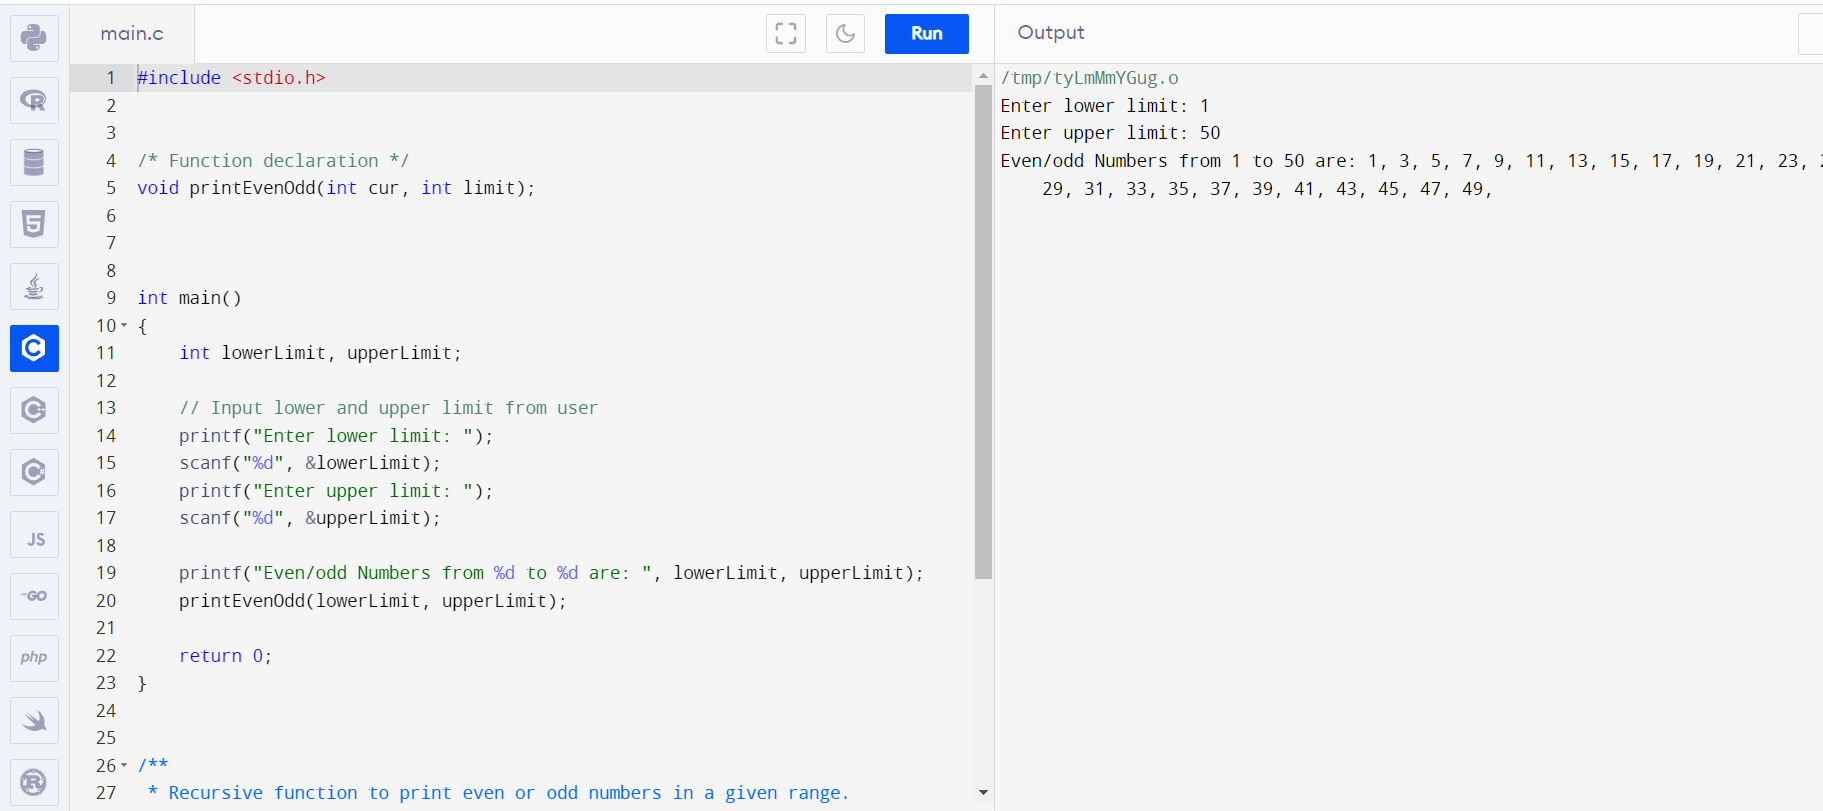 main.c
Run
Output
1 #include <stdio.h>
2
3
4 /* Function declaration */
5 void printEvenOdd(int cur, int limit);
6
7
8
9 int main()
10 {
11 int lowerLimit, upperLimit;
12
13 // Input lower and upper limit from user
14 printf("Enter lower limit: ");
15 scanf("%d", &lowerLimit);
16 printf("Enter upper limit: ");
17 scanf("%d", &upperLimit);
18
19 printf("Even/odd Numbers from %d to %d are: ", lowerLimit, upperLimit);
20 printEvenOdd(lowerLimit, upperLimit);
21
22 return 0;
23 }
24
25
26 /**
27 * Recursive function to print even or odd numbers in a given range.
/tmp/tyLmMmYGug.o
Enter lower limit: 1
Enter upper limit: 50
Even/odd Numbers from 1 to 50 are: 1, 3, 5, 7, 9, 11, 13, 15, 17, 19, 21, 23,
29, 31, 33, 35, 37, 39, 41, 43, 45, 47, 49,
R
5
C
C
C
JS
GO
php
R